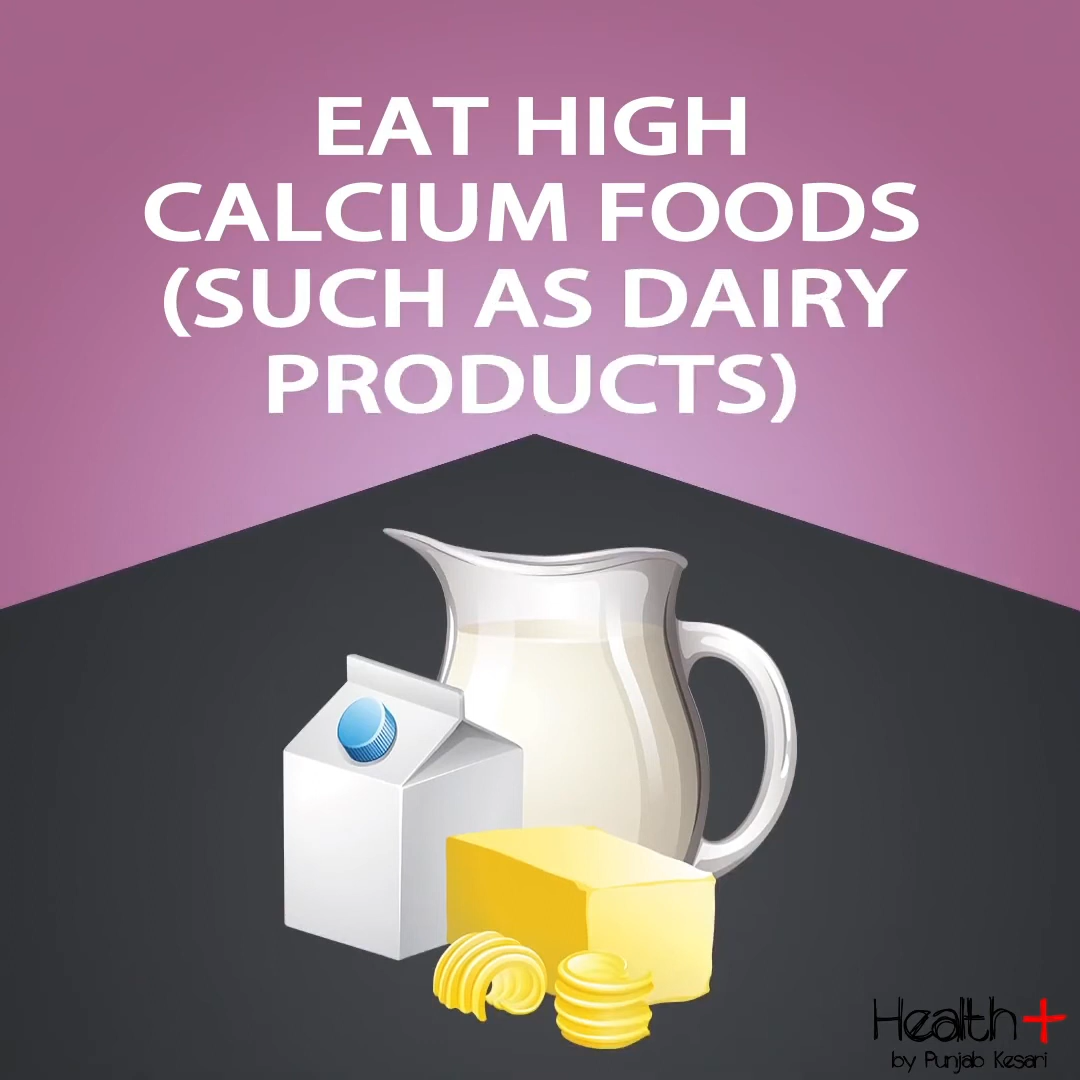 EAT HIGH
CALCIUM FOODS
(SUCH AS DAIRY
PRODUCTS)
Health+
by Punjab Kesari